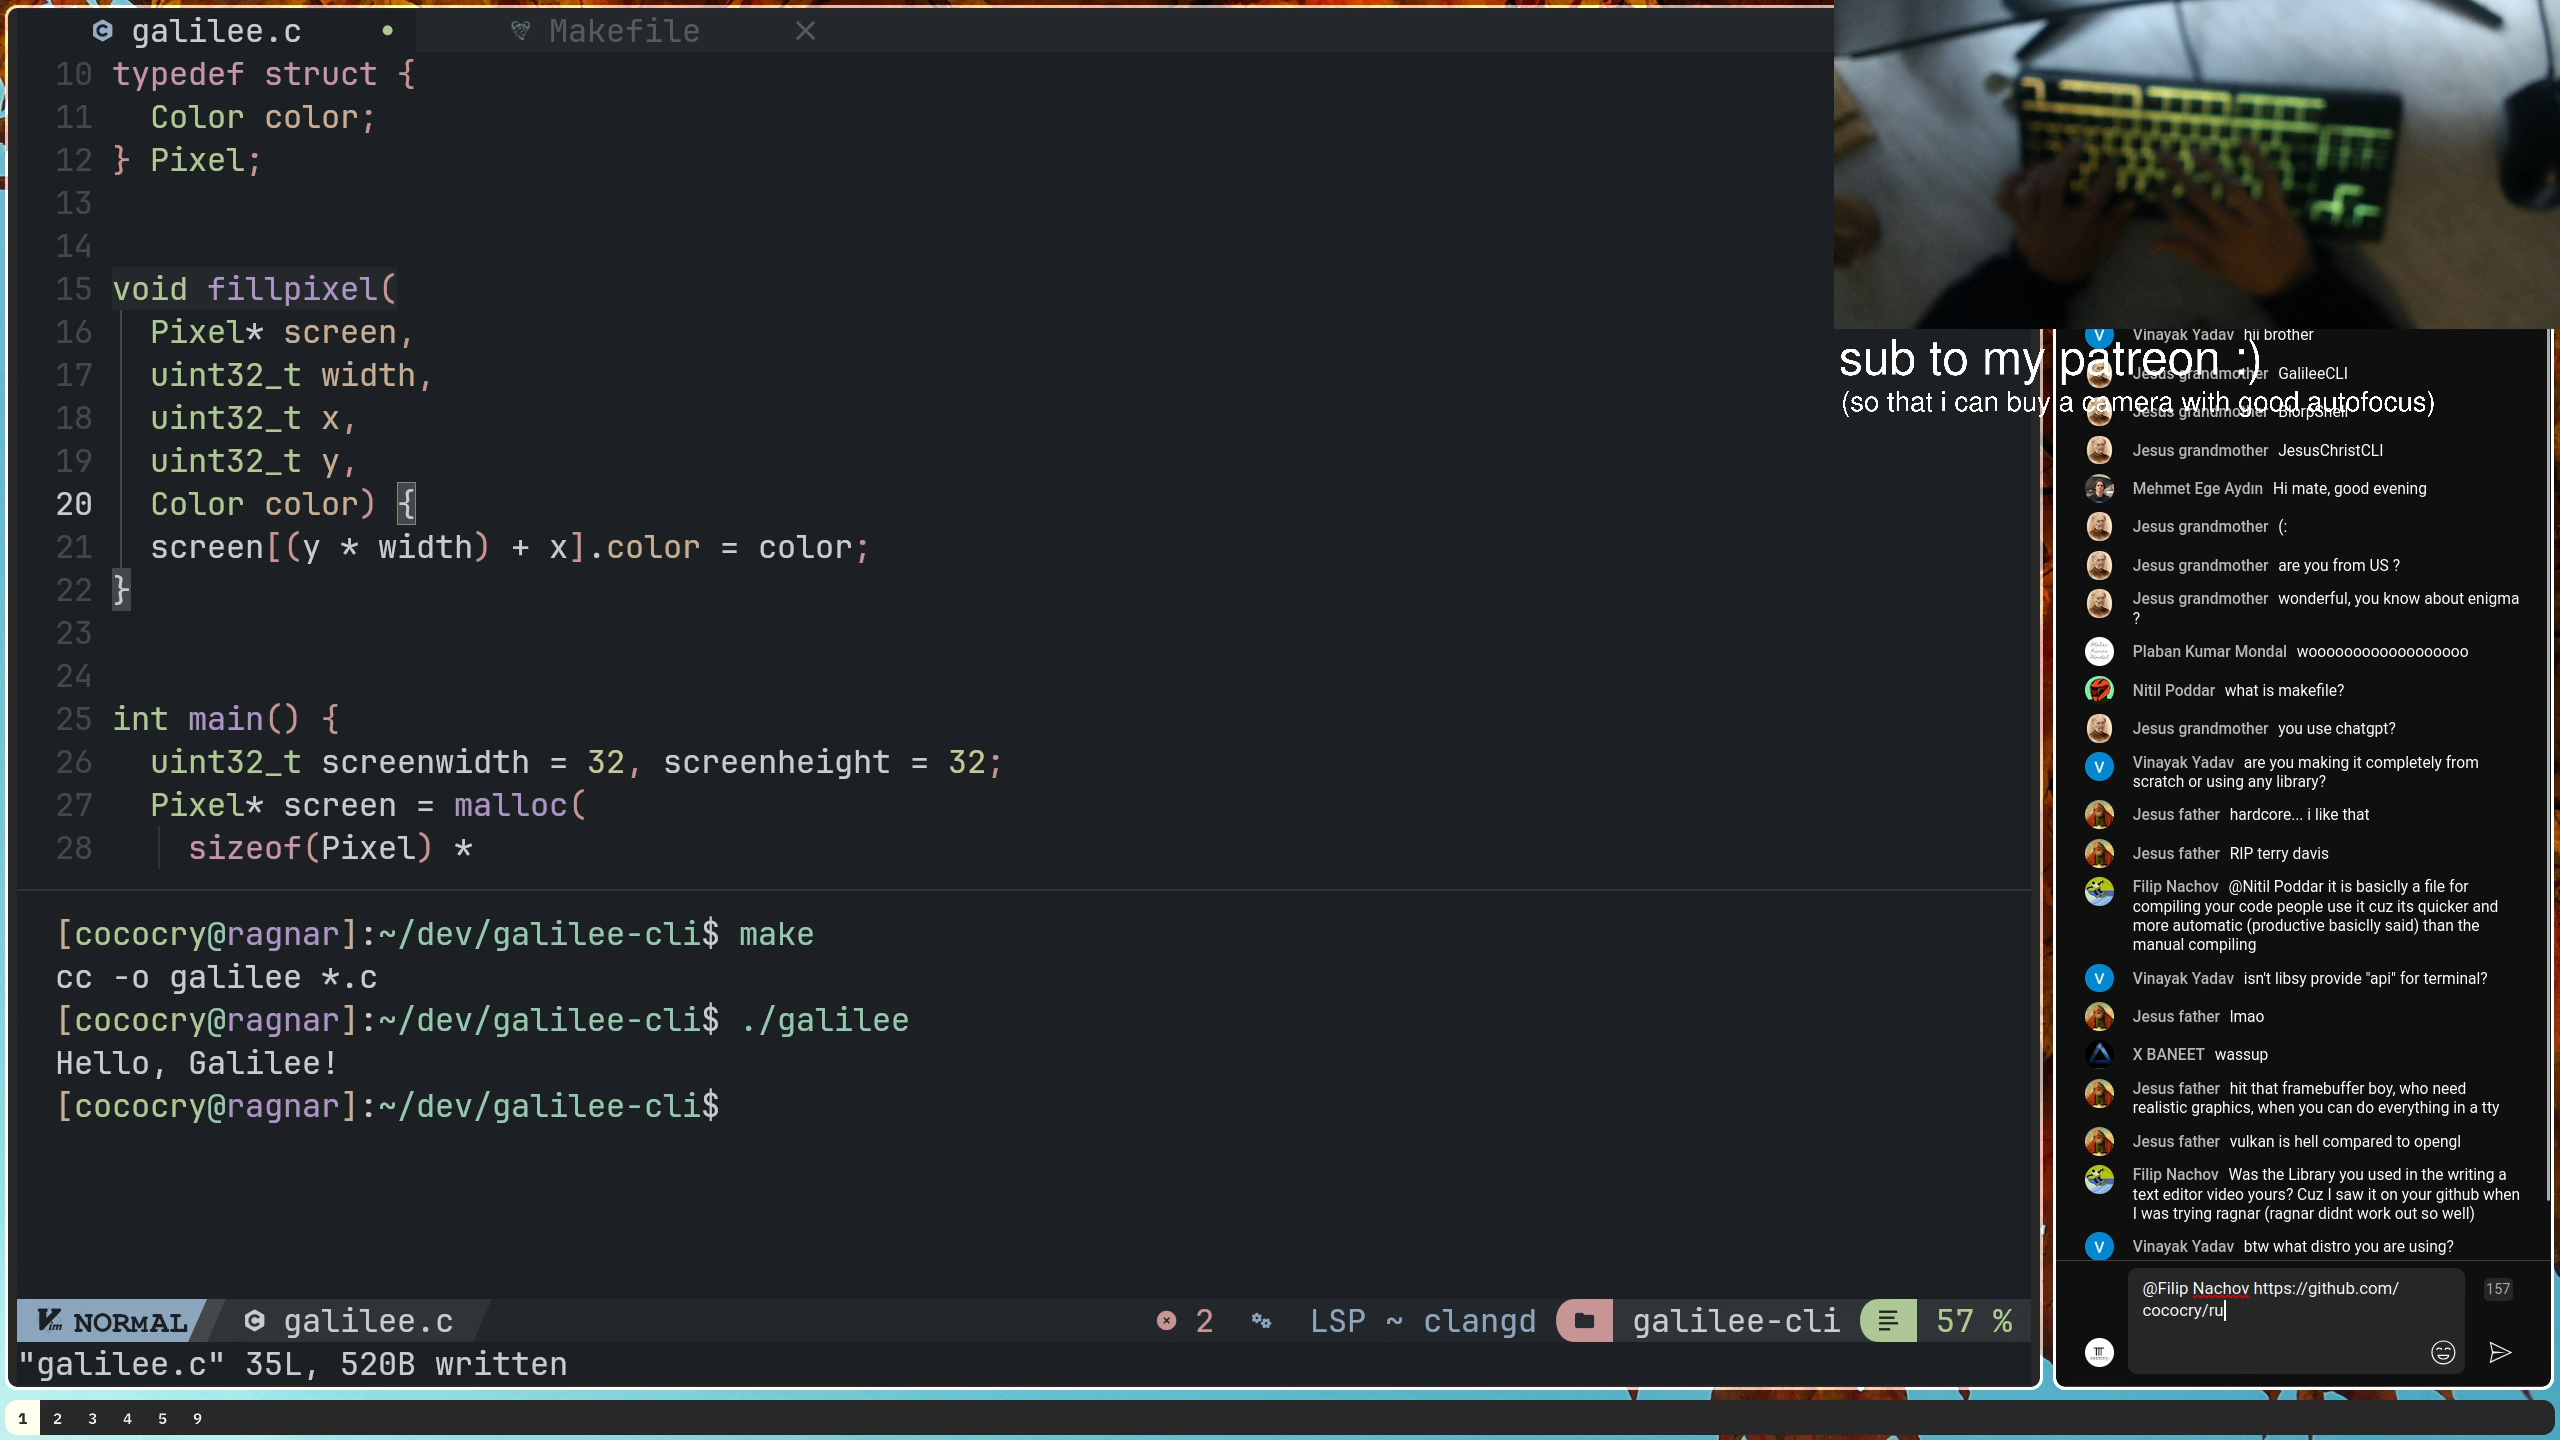 galilee.c
Makefile
10 typedef struct {
11 Color color;
12 } Pixel;
13
14
15 void fillpixel(
16 Pixel* screen,
17 uint32_t width,
18 uint32_t x,
19 uint32_t y,
20 Color color) {
21 screen[(y * width) + x].color = color;
22 }
23
24
25 int main() {
26 uint32_t screenwidth = 32, screenheight = 32;
27 Pixel* screen = malloc(
28 sizeof(Pixel) *
[cococry@ragnar]:~/dev/galilee-cli$ make
cc -o galilee *.c
[cococry@ragnar]:~/dev/galilee-cli$ ./galilee
Hello, Galilee!
[cococry@ragnar]:~/dev/galilee-cli$
NORMAL galilee.c 2 LSP ~ clangd galilee-cli 57 %
"galilee.c" 35L, 520B written
1 2 3 4 5 9
sub to my patreon :)
(so that i can buy a camera with good autofocus)
V Vinayak Yadav hii brother
Jesus grandmother GalileeCLI
Jesus grandmother BlorpShell
Jesus grandmother JesusChristCLI
Mehmet Ege Aydın Hi mate, good evening
Jesus grandmother (:
Jesus grandmother are you from US ?
Jesus grandmother wonderful, you know about enigma
?
Plaban Kumar Mondal woooooooooooooooooo
Nitil Poddar what is makefile?
Jesus grandmother you use chatgpt?
V Vinayak Yadav are you making it completely from
scratch or using any library?
Jesus father hardcore... i like that
Jesus father RIP terry davis
Filip Nachov @Nitil Poddar it is basiclly a file for
compiling your code people use it cuz its quicker and
more automatic (productive basiclly said) than the
manual compiling
V Vinayak Yadav isn't libsy provide "api" for terminal?
Jesus father lmao
X BANEET wassup
Jesus father hit that framebuffer boy, who need
realistic graphics, when you can do everything in a tty
Jesus father vulkan is hell compared to opengl
Filip Nachov Was the Library you used in the writing a
text editor video yours? Cuz I saw it on your github when
I was trying ragnar (ragnar didnt work out so well)
V Vinayak Yadav btw what distro you are using?
@Filip Nachov https://github.com/
cococry/ru
157